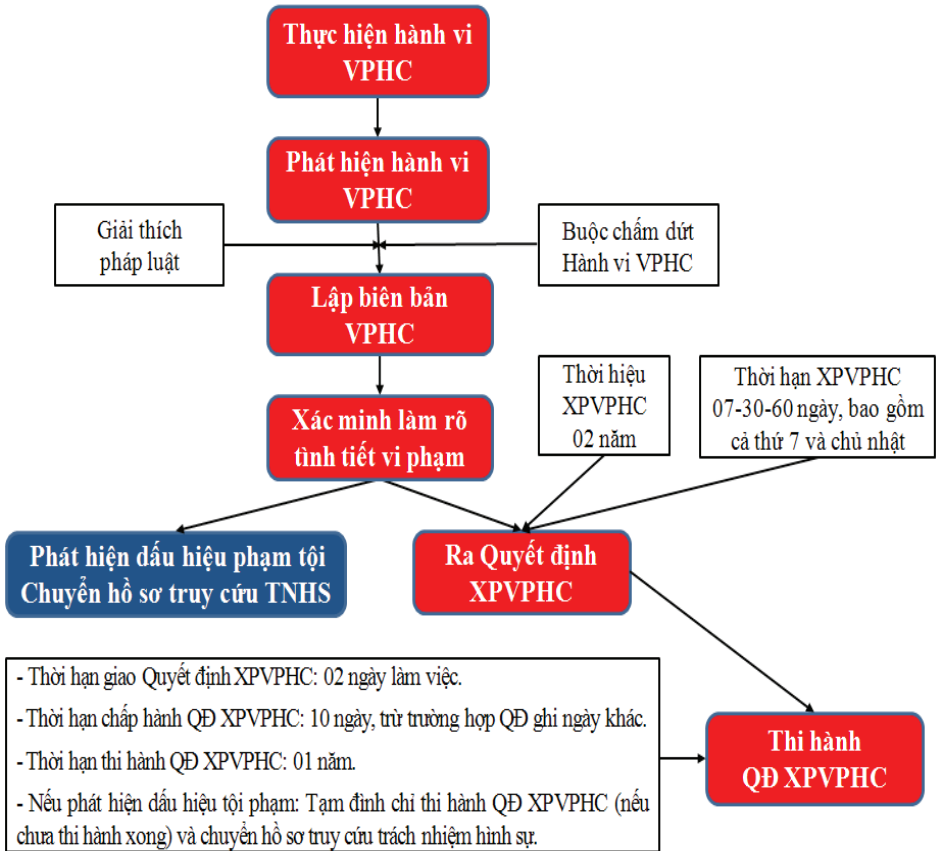 Thực hiện hành vi
VPHC
Phát hiện hành vi
VPHC
Giải thích
pháp luật
Buộc chấm dứt
Hành vi VPHC
Lập biên bản
VPHC
Xác minh làm rõ
tình tiết vi phạm
Thời hiệu
XPVPHC
02 năm
Thời hạn XPVPHC
07-30-60 ngày, bao gồm
cả thứ 7 và chủ nhật
Phát hiện dấu hiệu phạm tội
Chuyển hồ sơ truy cứu TNHS
Ra Quyết định
XPVPHC
- Thời hạn giao Quyết định XPVPHC: 02 ngày làm việc.
- Thời hạn chấp hành QĐ XPVPHC: 10 ngày, trừ trường hợp QĐ ghi ngày khác.
- Thời hạn thi hành QĐ XPVPHC: 01 năm.
- Nếu phát hiện dấu hiệu tội phạm: Tạm đình chỉ thi hành QĐ XPVPHC (nếu
chưa thi hành xong) và chuyển hồ sơ truy cứu trách nhiệm hình sự.
Thi hành
QĐ XPVPHC